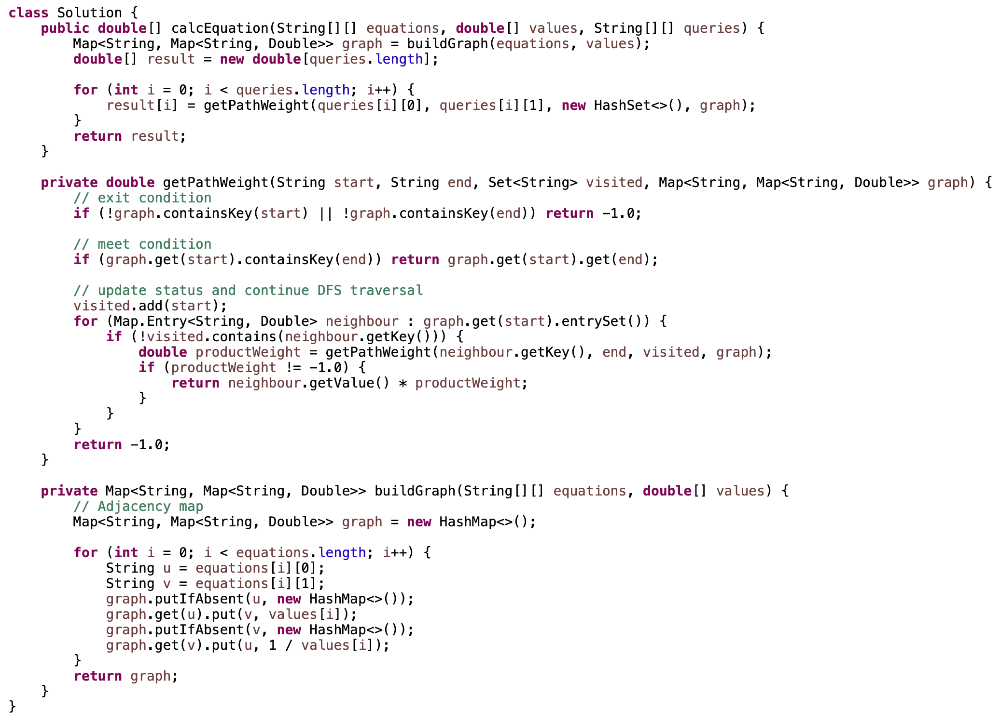 class Solution {
    public double[] calcEquation(String[][] equations, double[] values, String[][] queries) {
        Map<String, Map<String, Double>> graph = buildGraph(equations, values);
        double[] result = new double[queries.length];

        for (int i = 0; i < queries.length; i++) {
            result[i] = getPathWeight(queries[i][0], queries[i][1], new HashSet<>(), graph);
        }
        return result;
    }

    private double getPathWeight(String start, String end, Set<String> visited, Map<String, Map<String, Double>> graph) {
        // exit condition
        if (!graph.containsKey(start) || !graph.containsKey(end)) return -1.0;

        // meet condition
        if (graph.get(start).containsKey(end)) return graph.get(start).get(end);

        // update status and continue DFS traversal
        visited.add(start);
        for (Map.Entry<String, Double> neighbour : graph.get(start).entrySet()) {
            if (!visited.contains(neighbour.getKey())) {
                double productWeight = getPathWeight(neighbour.getKey(), end, visited, graph);
                if (productWeight != -1.0) {
                    return neighbour.getValue() * productWeight;
                }
            }
        }
        return -1.0;
    }

    private Map<String, Map<String, Double>> buildGraph(String[][] equations, double[] values) {
        // Adjacency map
        Map<String, Map<String, Double>> graph = new HashMap<>();

        for (int i = 0; i < equations.length; i++) {
            String u = equations[i][0];
            String v = equations[i][1];
            graph.putIfAbsent(u, new HashMap<>());
            graph.get(u).put(v, values[i]);
            graph.putIfAbsent(v, new HashMap<>());
            graph.get(v).put(u, 1 / values[i]);
        }
        return graph;
    }
}